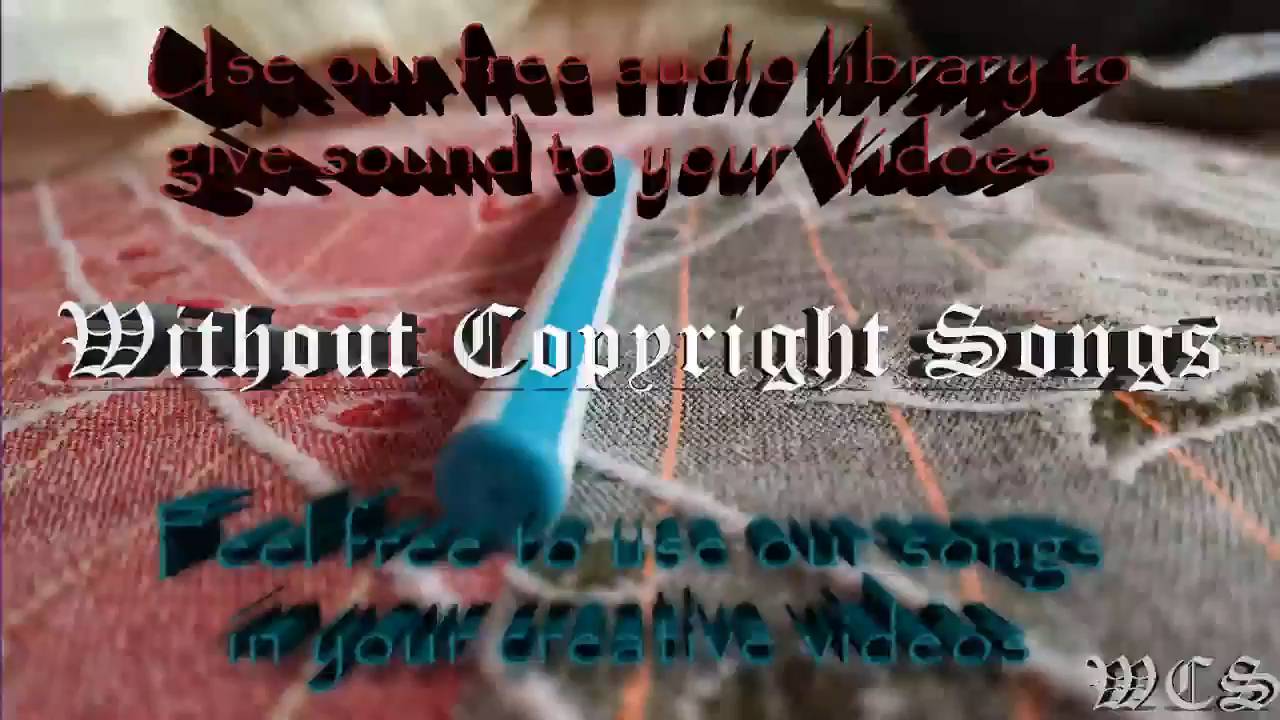 Use our free audio library to
give sound to your Vidoes
Without Copyright Songs
Feel free to use our songs
in your creative videos
WCS